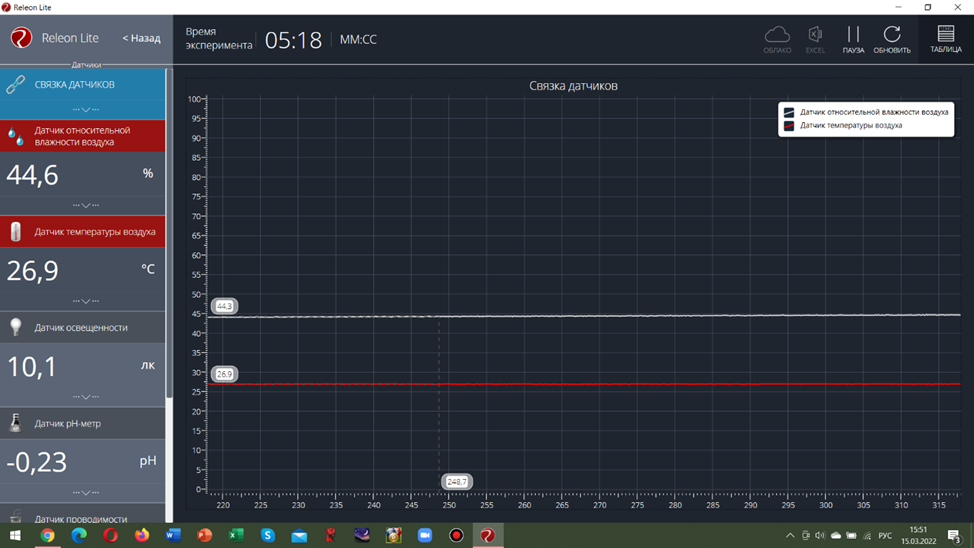 Releon Lite
Releon Lite
< Назад
Время
эксперимента
05:18
ММ:СС
ОБЛАКО
EXCEL
ПАУЗА
ОБНОВИТЬ
ТАБЛИЦА
Датчики
СВЯЗКА ДАТЧИКОВ
Датчик относительной
влажности воздуха
44,6
%
Датчик температуры воздуха
26,9
°C
Датчик освещенности
10,1
лк
Датчик pH-метр
-0,23
pH
Датчик проводимости
Связка датчиков
Датчик относительной влажности воздуха
Датчик температуры воздуха
100
95
90
85
80
75
70
65
60
55
50
45
40
35
30
25
20
15
10
5
0
44,3
26,9
248,7
220
225
230
235
240
245
250
255
260
265
270
275
280
285
290
295
300
305
310
315
РУС
15:51
15.03.2022
3